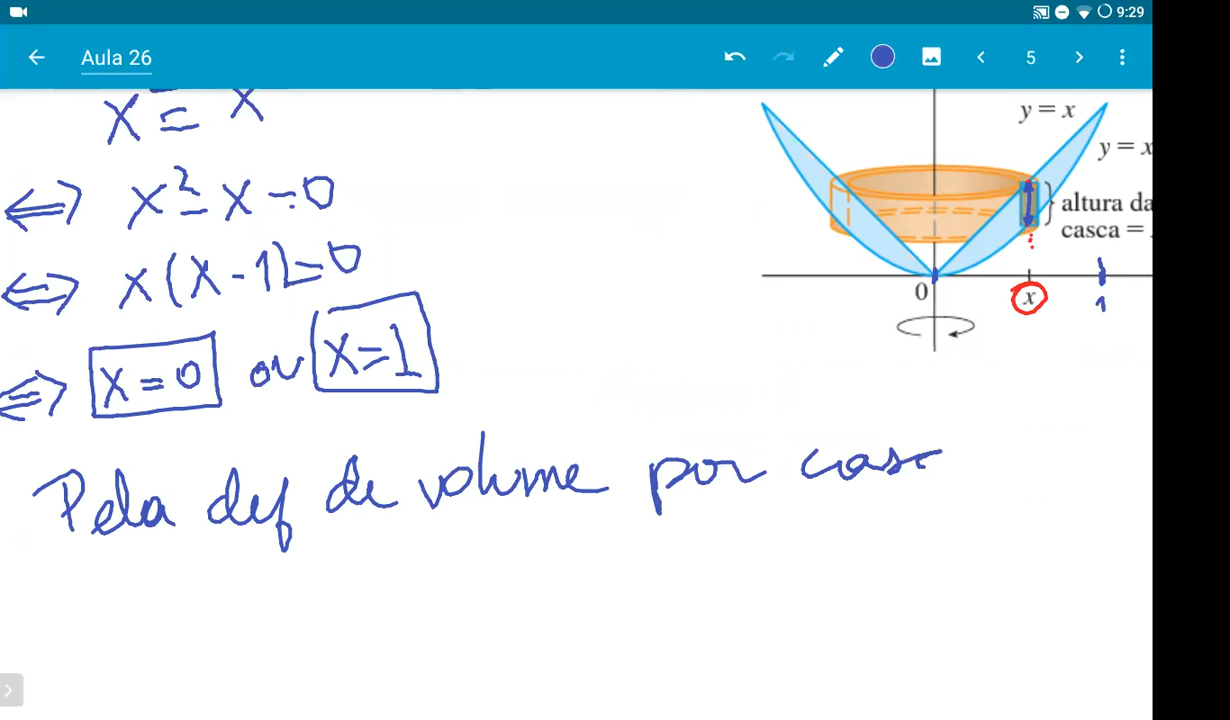 9:29
Aula 26
5
x² = x
⟺ x² - x = 0
⟺ x(x-1) = 0
⟺ x = 0 ou x = 1
Pela def de volume por casc
y = x
y = x
altura da
casca =
0
x
1